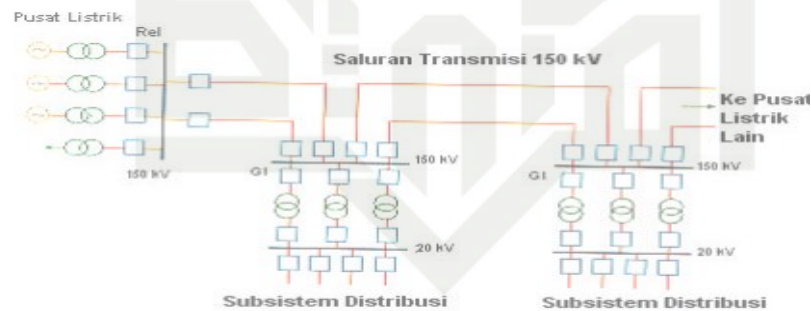 Pusat Listrik
Rel
Saluran Transmisi 150 kV
Ke Pusat
Listrik
Lain
150 kV
GI
150 kV
GI
150 kV
20 kV
20 kV
Subsistem Distribusi
Subsistem Distribusi